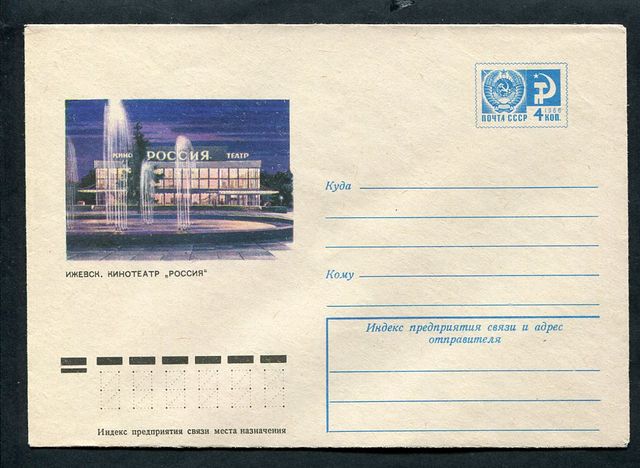 КИНО РОССИЯ ТЕАТР
ИЖЕВСК. КИНОТЕАТР „РОССИЯ"
1966
ПОЧТА СССР 4 КОП.
Куда
Кому
Индекс предприятия связи и адрес
отправителя
Индекс предприятия связи места назначения